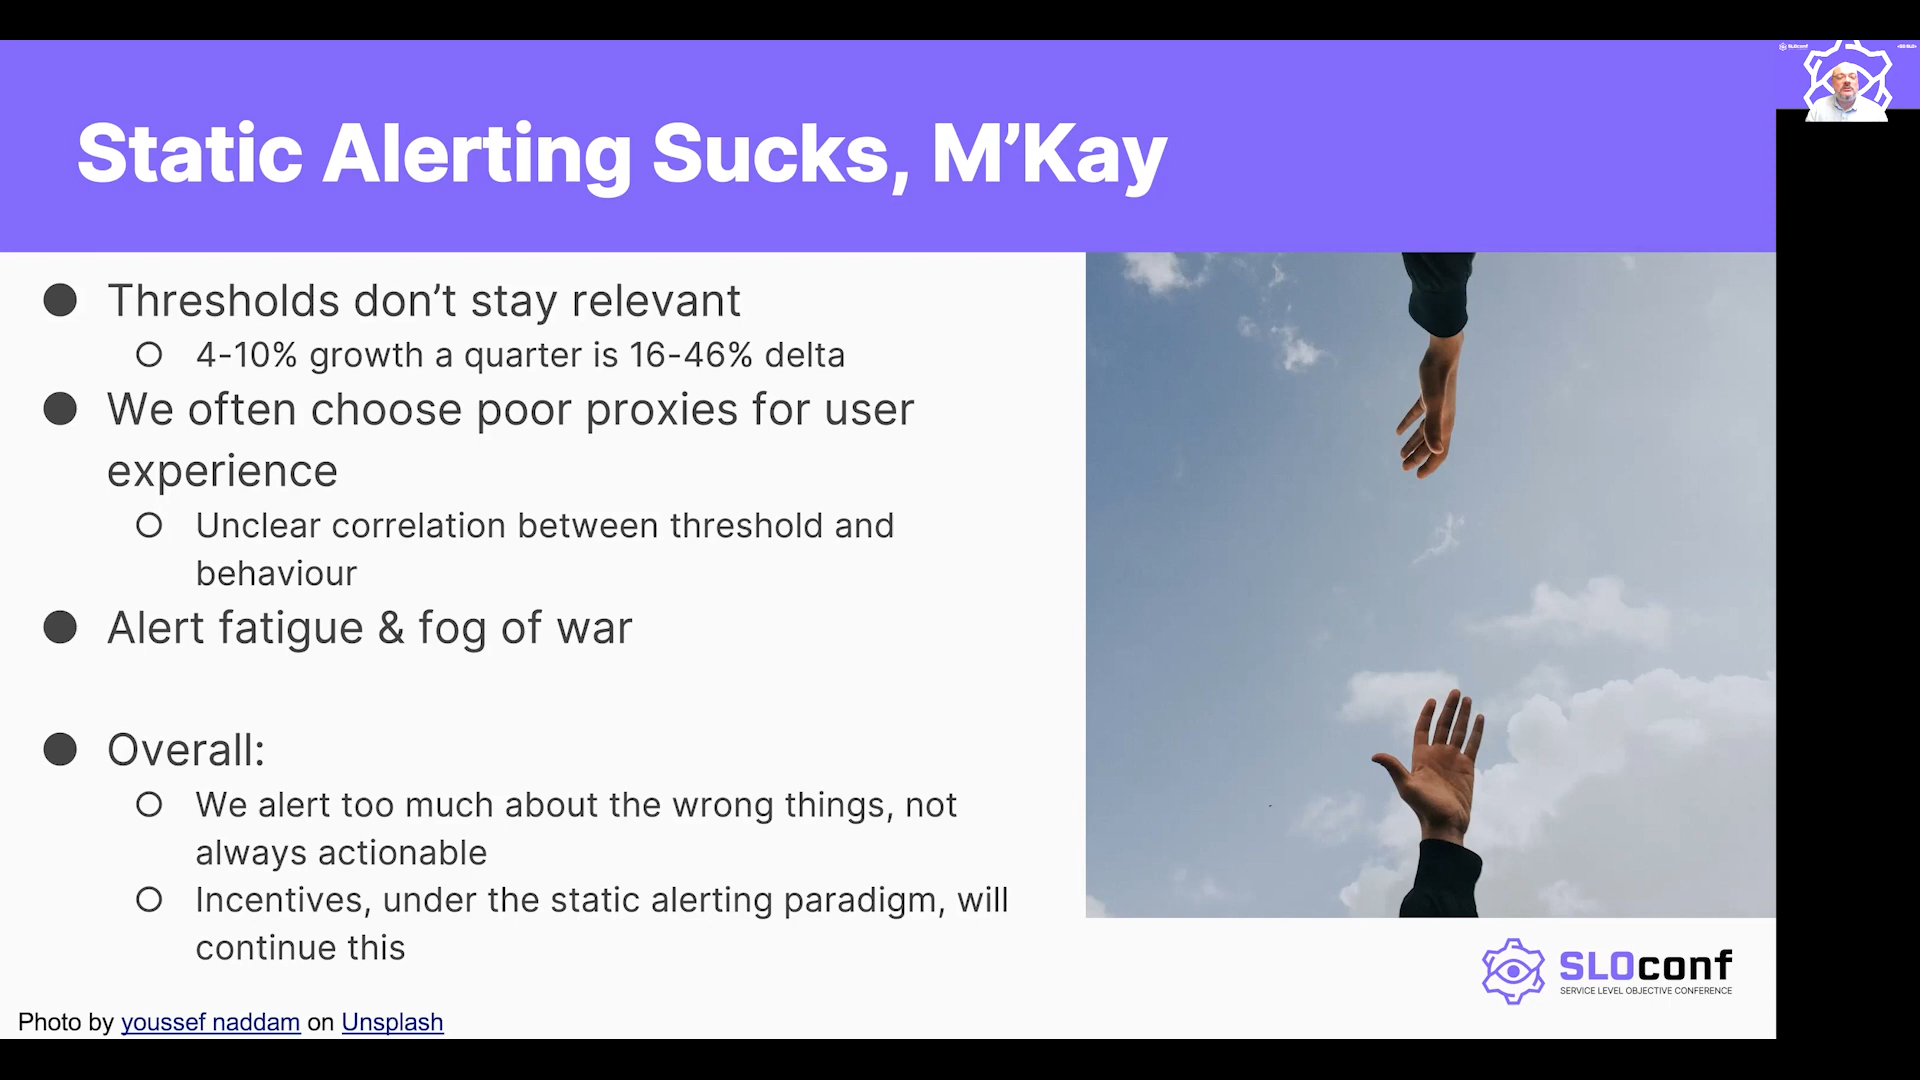 Static Alerting Sucks, M’Kay
● Thresholds don’t stay relevant
○ 4-10% growth a quarter is 16-46% delta
● We often choose poor proxies for user
experience
○ Unclear correlation between threshold and
behaviour
● Alert fatigue & fog of war
● Overall:
○ We alert too much about the wrong things, not
always actionable
○ Incentives, under the static alerting paradigm, will
continue this
SLOconf
SERVICE LEVEL OBJECTIVE CONFERENCE
Photo by youssef naddam on Unsplash